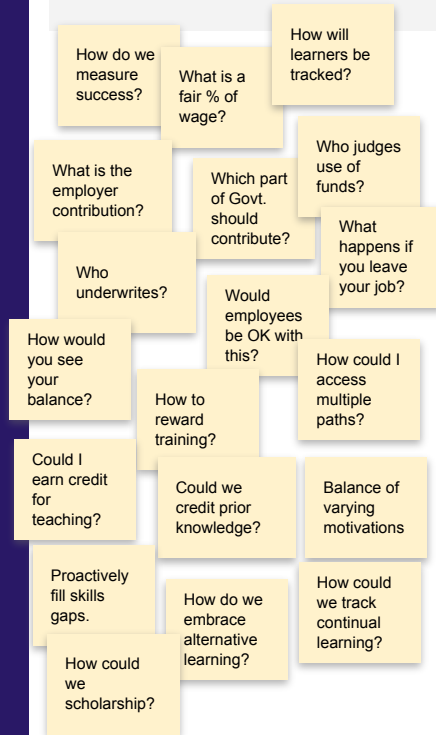 How do we
measure
success?
What is a
fair % of
wage?
How will
learners be
tracked?
What is the
employer
contribution?
Which part
of Govt.
should
contribute?
Who judges
use of
funds?
What
happens if
you leave
your job?
Who
underwrites?
Would
employees
be OK with
this?
How would
you see
your
balance?
How to
reward
training?
How could I
access
multiple
paths?
Could I
earn credit
for
teaching?
Could we
credit prior
knowledge?
Balance of
varying
motivations
Proactively
fill skills
gaps.
How do we
embrace
alternative
learning?
How could
we track
continual
learning?
How could
we
scholarship?